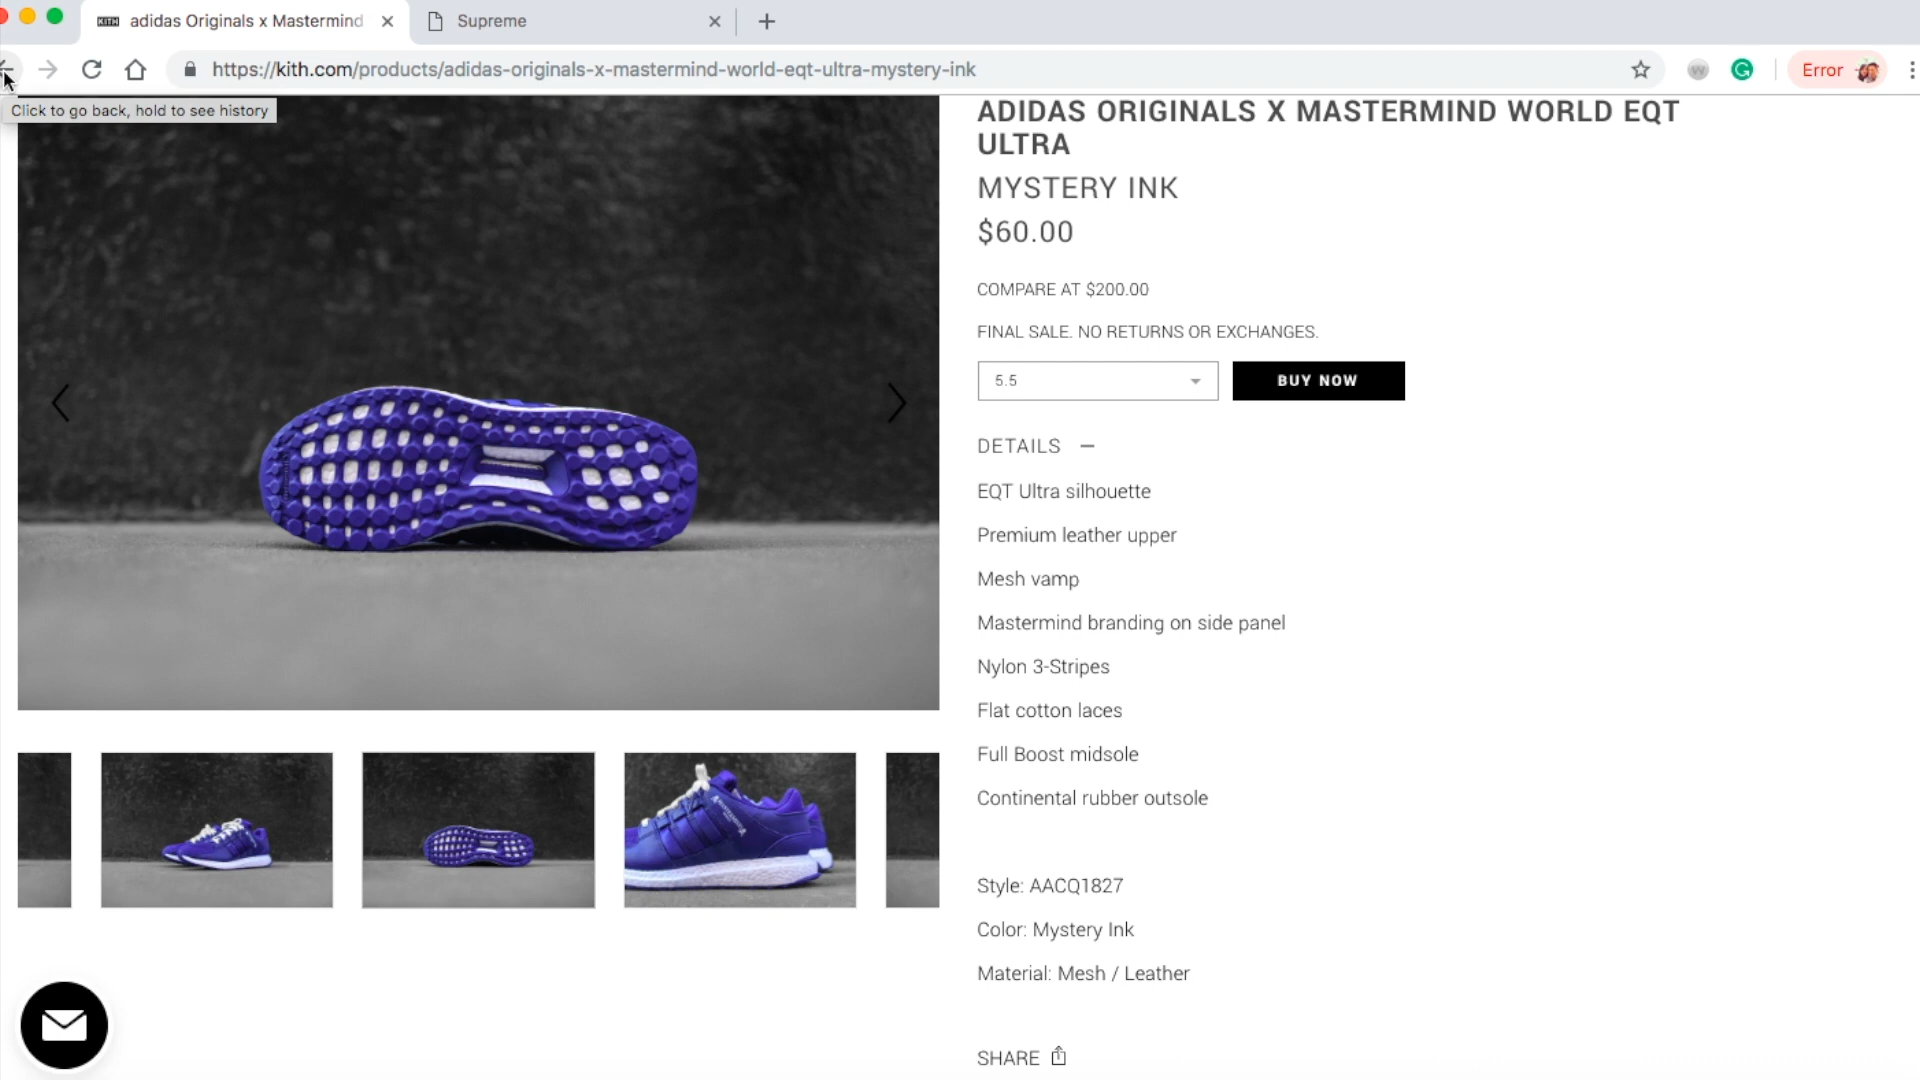 KITH adidas Originals x Mastermind
Supreme
https://kith.com/products/adidas-originals-x-mastermind-world-eqt-ultra-mystery-ink
W
G
Error
Click to go back, hold to see history
ADIDAS ORIGINALS X MASTERMIND WORLD EQT
ULTRA
MYSTERY INK
$60.00
COMPARE AT $200.00
FINAL SALE. NO RETURNS OR EXCHANGES.
5.5
BUY NOW
DETAILS
EQT Ultra silhouette
Premium leather upper
Mesh vamp
Mastermind branding on side panel
Nylon 3-Stripes
Flat cotton laces
Full Boost midsole
Continental rubber outsole
Style: AACQ1827
Color: Mystery Ink
Material: Mesh / Leather
SHARE